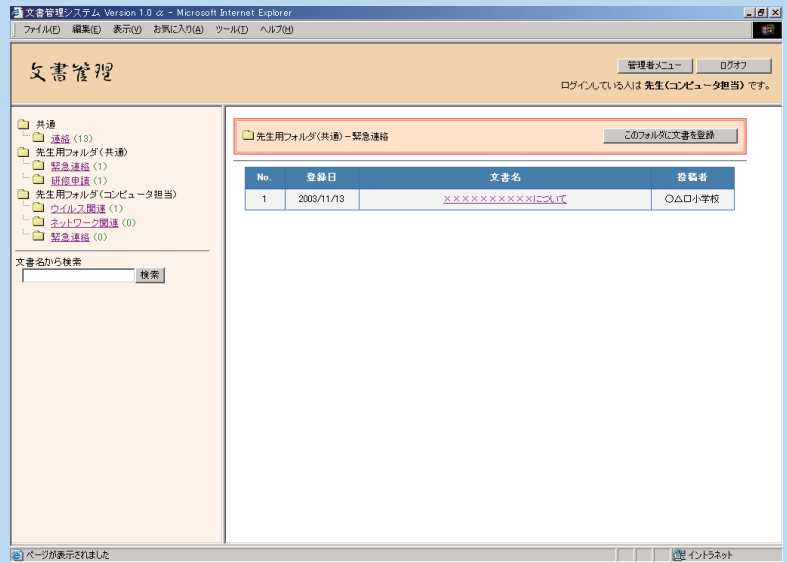 文書管理システム Version 1.0 α - Microsoft Internet Explorer
ファイル(F) 編集(E) 表示(V) お気に入り(A) ツール(T) ヘルプ(H)
文書管理
管理者メニュー ログオフ
ログインしている人は 先生(コンピュータ担当) です。
共通
連絡 (13)
先生用フォルダ(共通)
緊急連絡 (1)
研修申請 (1)
先生用フォルダ(コンピュータ担当)
ウイルス関連 (1)
ネットワーク関連 (0)
緊急連絡 (0)
文書名から検索
検索
先生用フォルダ(共通) - 緊急連絡 このフォルダに文書を登録
No. 登録日 文書名 投稿者
1 2003/11/13 ××××××××××について ○△口小学校
ページが表示されました イントラネット